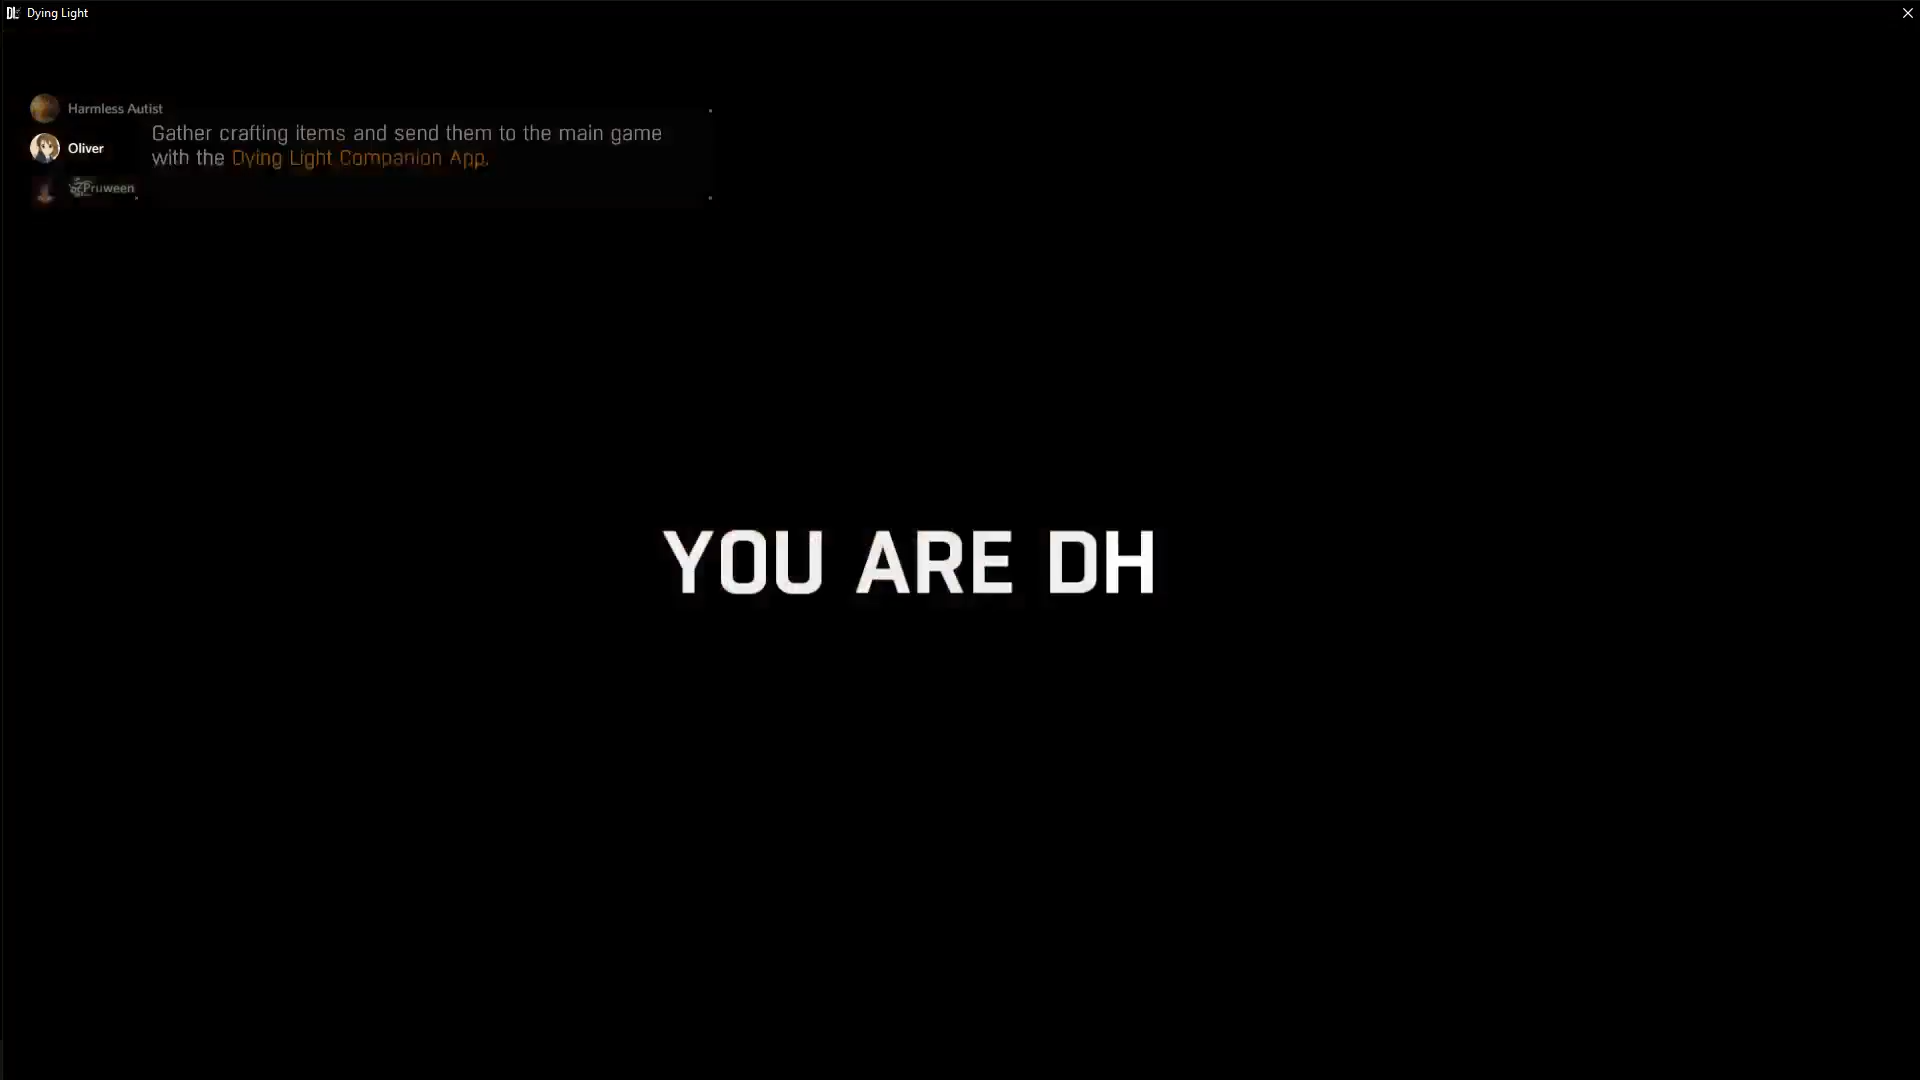 Dying Light
Harmless Autist
Gather crafting items and send them to the main game
Oliver
with the Dying Light Companion App.
Pruween
YOU ARE DH